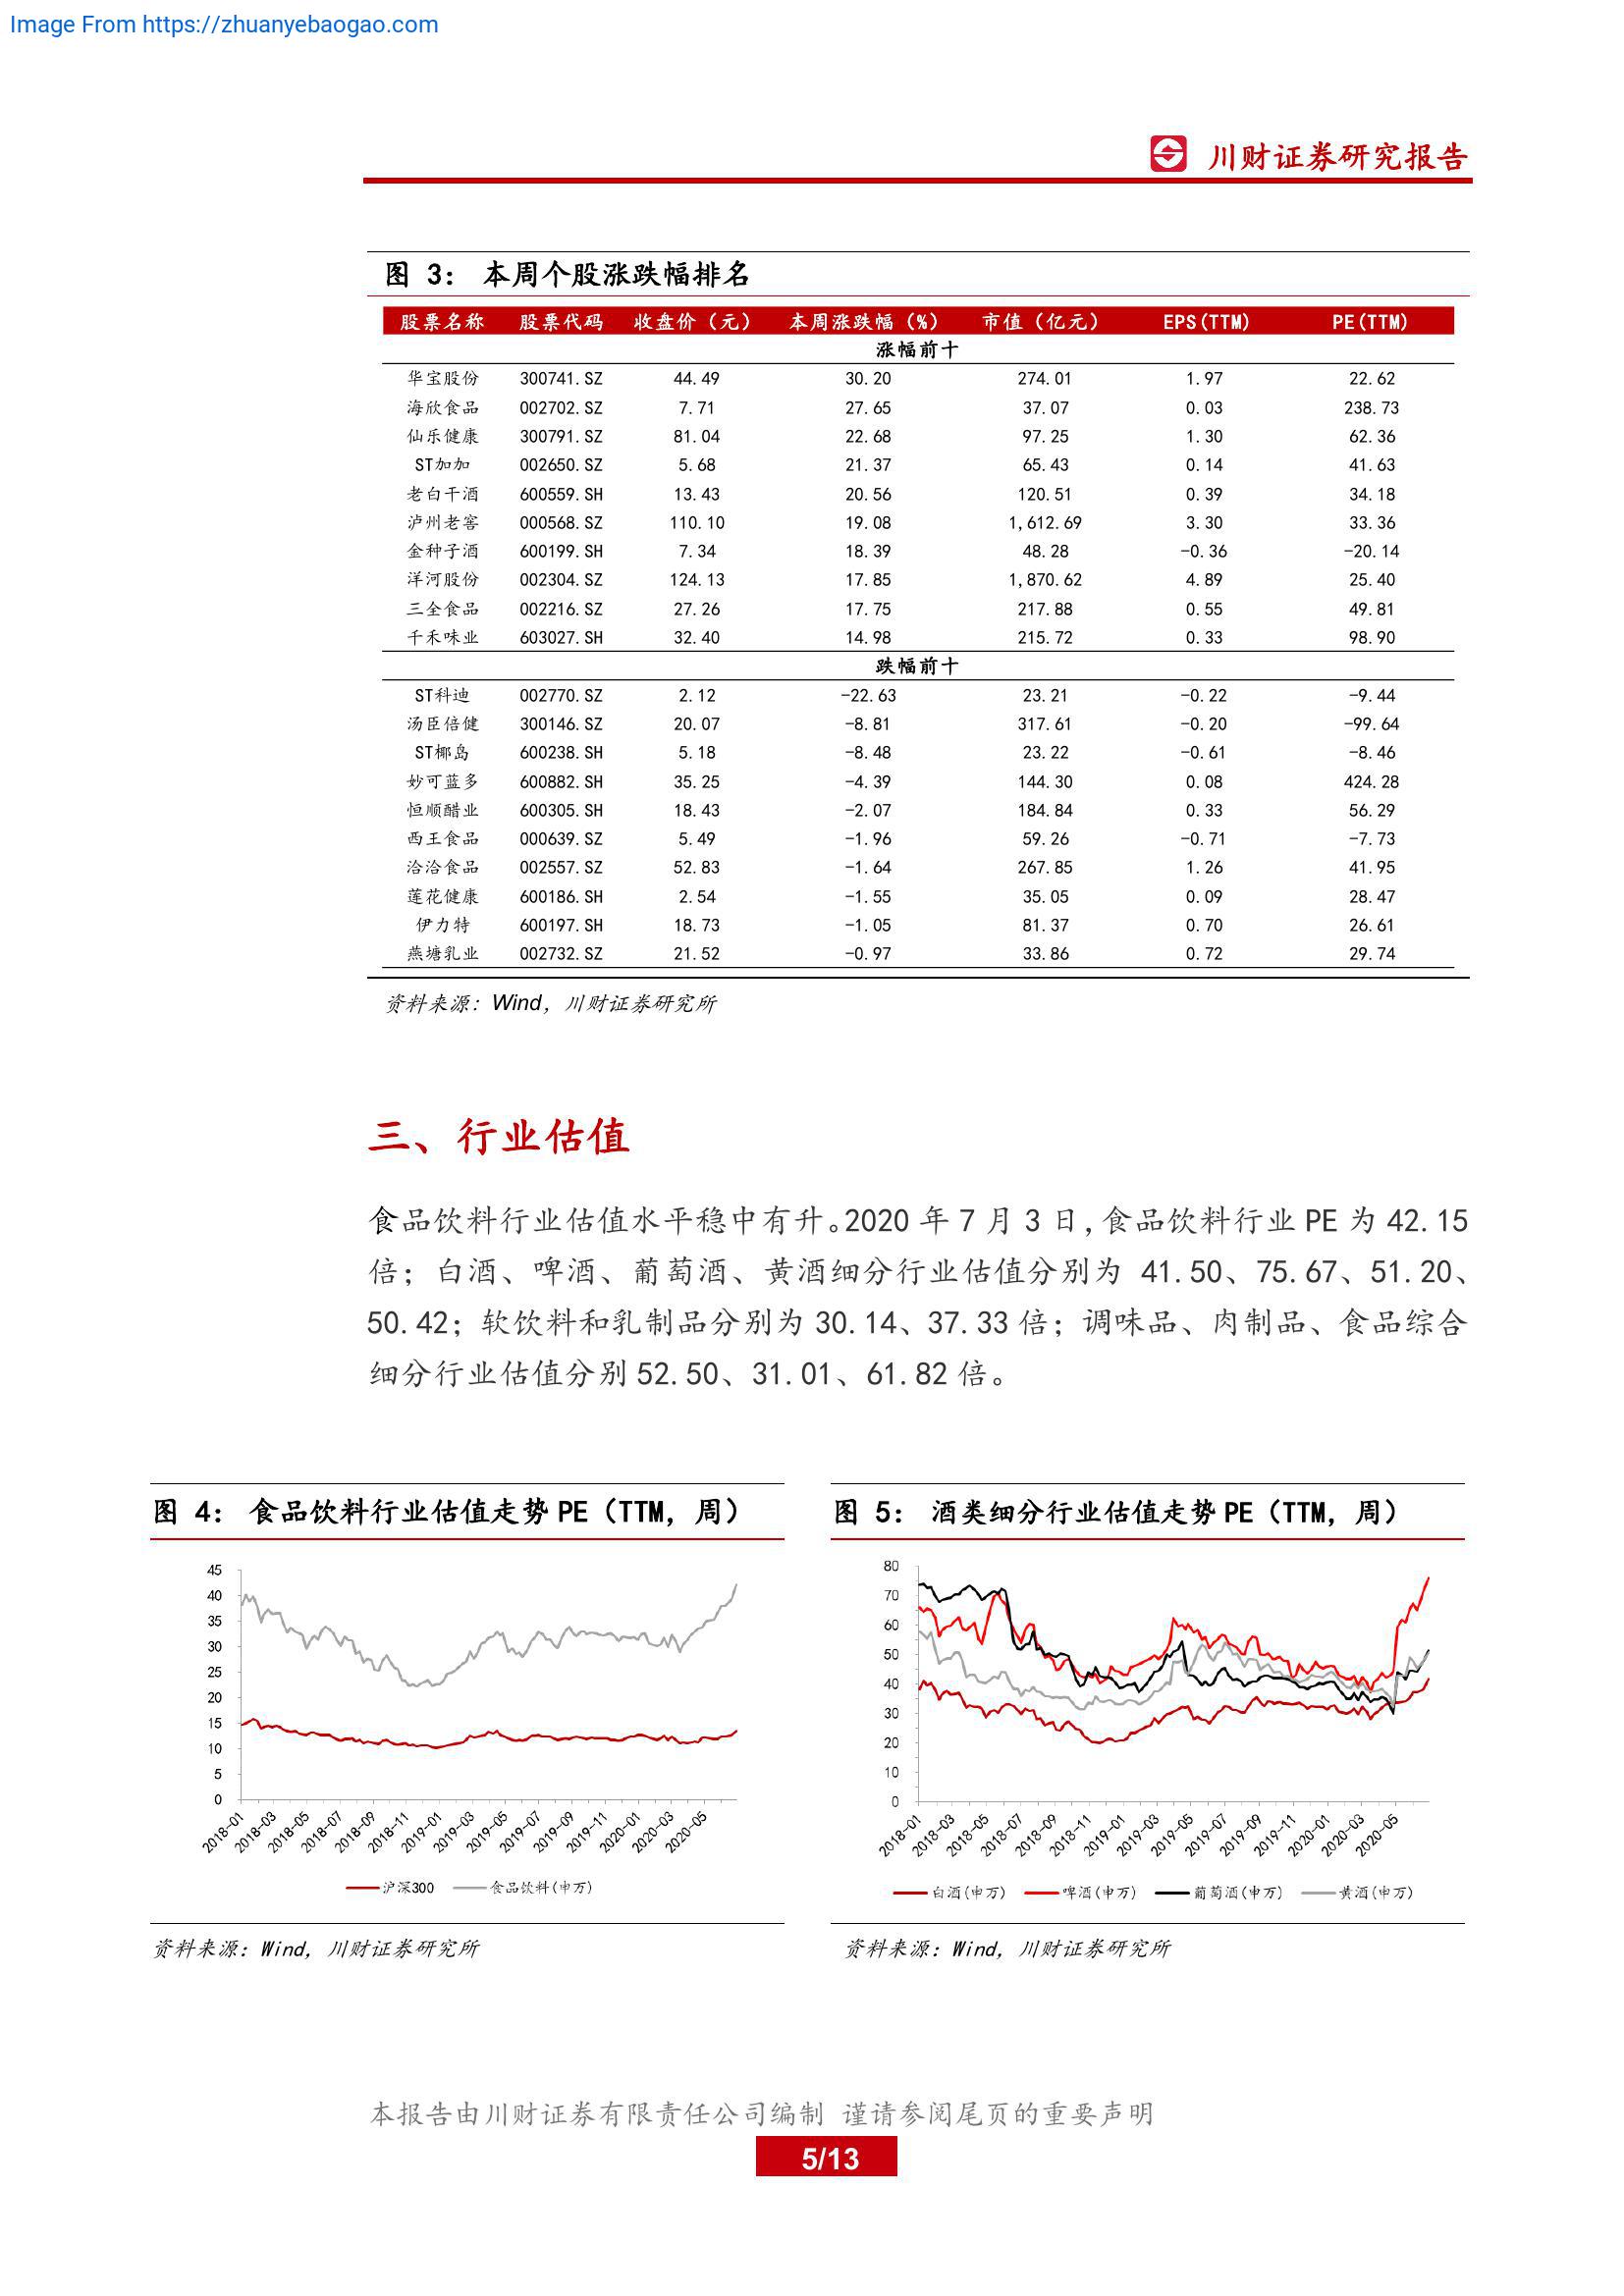 Image From https://zhuanyebaogao.com
川财证券研究报告
图 3： 本周个股涨跌幅排名
股票名称 股票代码 收盘价（元） 本周涨跌幅（%） 市值（亿元） EPS(TTM) PE(TTM)
涨幅前十
华宝股份 300741.SZ 44.49 30.20 274.01 1.97 22.62
海欣食品 002702.SZ 7.71 27.65 37.07 0.03 238.73
仙乐健康 300791.SZ 81.04 22.68 97.25 1.30 62.36
ST加加 002650.SZ 5.68 21.37 65.43 0.14 41.63
老白干酒 600559.SH 13.43 20.56 120.51 0.39 34.18
泸州老窖 000568.SZ 110.10 19.08 1,612.69 3.30 33.36
金种子酒 600199.SH 7.34 18.39 48.28 -0.36 -20.14
洋河股份 002304.SZ 124.13 17.85 1,870.62 4.89 25.40
三全食品 002216.SZ 27.26 17.75 217.88 0.55 49.81
千禾味业 603027.SH 32.40 14.98 215.72 0.33 98.90
跌幅前十
ST科迪 002770.SZ 2.12 -22.63 23.21 -0.22 -9.44
汤臣倍健 300146.SZ 20.07 -8.81 317.61 -0.20 -99.64
ST椰岛 600238.SH 5.18 -8.48 23.22 -0.61 -8.46
妙可蓝多 600882.SH 35.25 -4.39 144.30 0.08 424.28
恒顺醋业 600305.SH 18.43 -2.07 184.84 0.33 56.29
西王食品 000639.SZ 5.49 -1.96 59.26 -0.71 -7.73
洽洽食品 002557.SZ 52.83 -1.64 267.85 1.26 41.95
莲花健康 600186.SH 2.54 -1.55 35.05 0.09 28.47
伊力特 600197.SH 18.73 -1.05 81.37 0.70 26.61
燕塘乳业 002732.SZ 21.52 -0.97 33.86 0.72 29.74
资料来源：Wind，川财证券研究所
三、行业估值
食品饮料行业估值水平稳中有升。2020 年 7 月 3 日，食品饮料行业 PE 为 42.15
倍；白酒、啤酒、葡萄酒、黄酒细分行业估值分别为 41.50、75.67、51.20、
50.42；软饮料和乳制品分别为 30.14、37.33 倍；调味品、肉制品、食品综合
细分行业估值分别 52.50、31.01、61.82 倍。
图 4： 食品饮料行业估值走势 PE（TTM，周）
45
40
35
30
25
20
15
10
5
0
2018-01 2018-03 2018-05 2018-07 2018-09 2018-11 2019-01 2019-03 2019-05 2019-07 2019-09 2019-11 2020-01 2020-03 2020-05
沪深300 食品饮料(申万)
资料来源：Wind，川财证券研究所
图 5： 酒类细分行业估值走势 PE（TTM，周）
80
70
60
50
40
30
20
10
0
2018-01 2018-03 2018-05 2018-07 2018-09 2018-11 2019-01 2019-03 2019-05 2019-07 2019-09 2019-11 2020-01 2020-03 2020-05
白酒(申万) 啤酒(申万) 葡萄酒(申万) 黄酒(申万)
资料来源：Wind，川财证券研究所
本报告由川财证券有限责任公司编制 谨请参阅尾页的重要声明
5/13